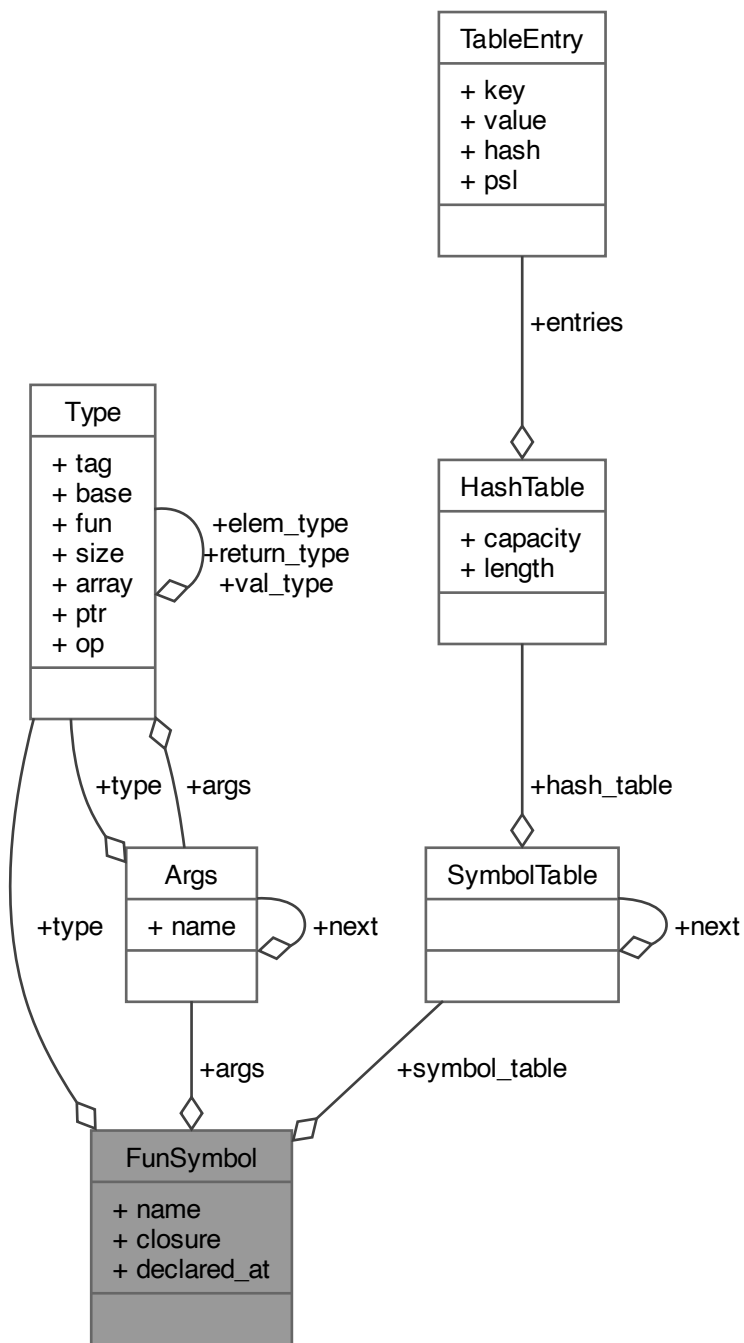 TableEntry
+ key
+ value
+ hash
+ psl
+entries
Type
+ tag
+ base
+ fun
+ size
+ array
+ ptr
+ op
+elem_type
+return_type
+val_type
HashTable
+ capacity
+ length
+type
+args
+hash_table
Args
+ name
+next
SymbolTable
+next
+type
+args
+symbol_table
FunSymbol
+ name
+ closure
+ declared_at